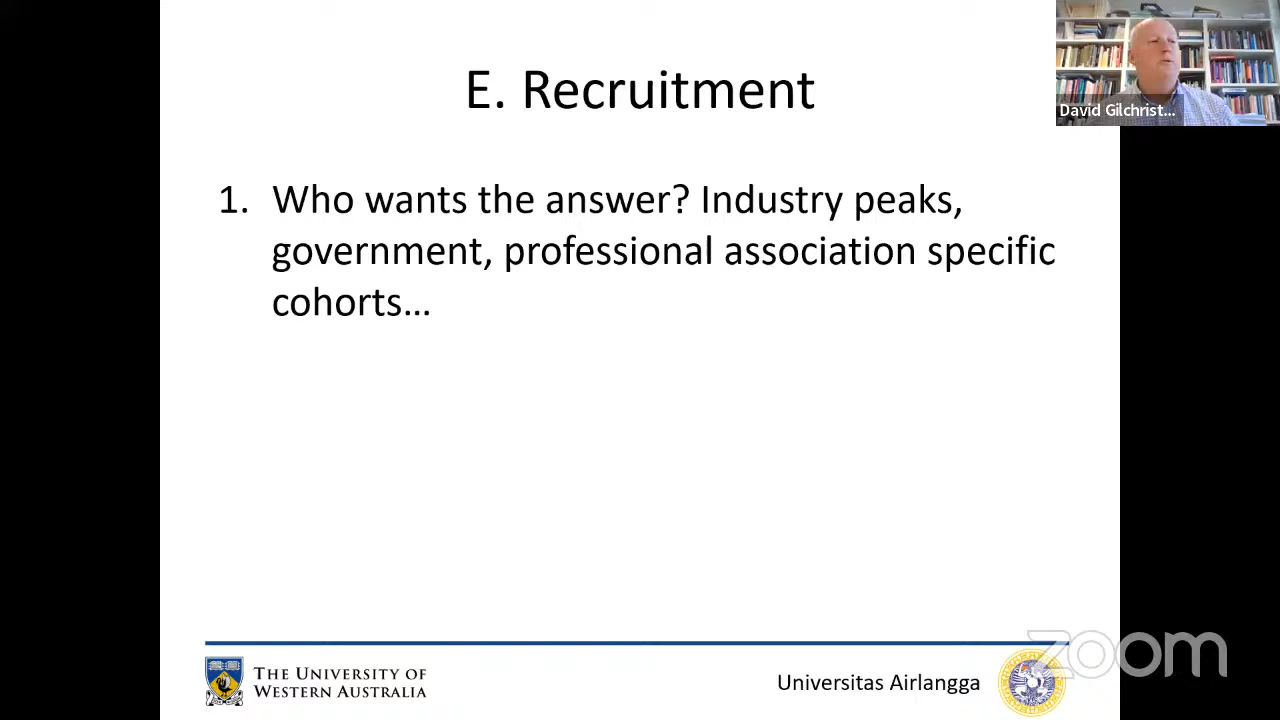 E. Recruitment
David Gilchrist...
1. Who wants the answer? Industry peaks,
government, professional association specific
cohorts...
THE UNIVERSITY OF
WESTERN AUSTRALIA
Universitas Airlangga
zoom